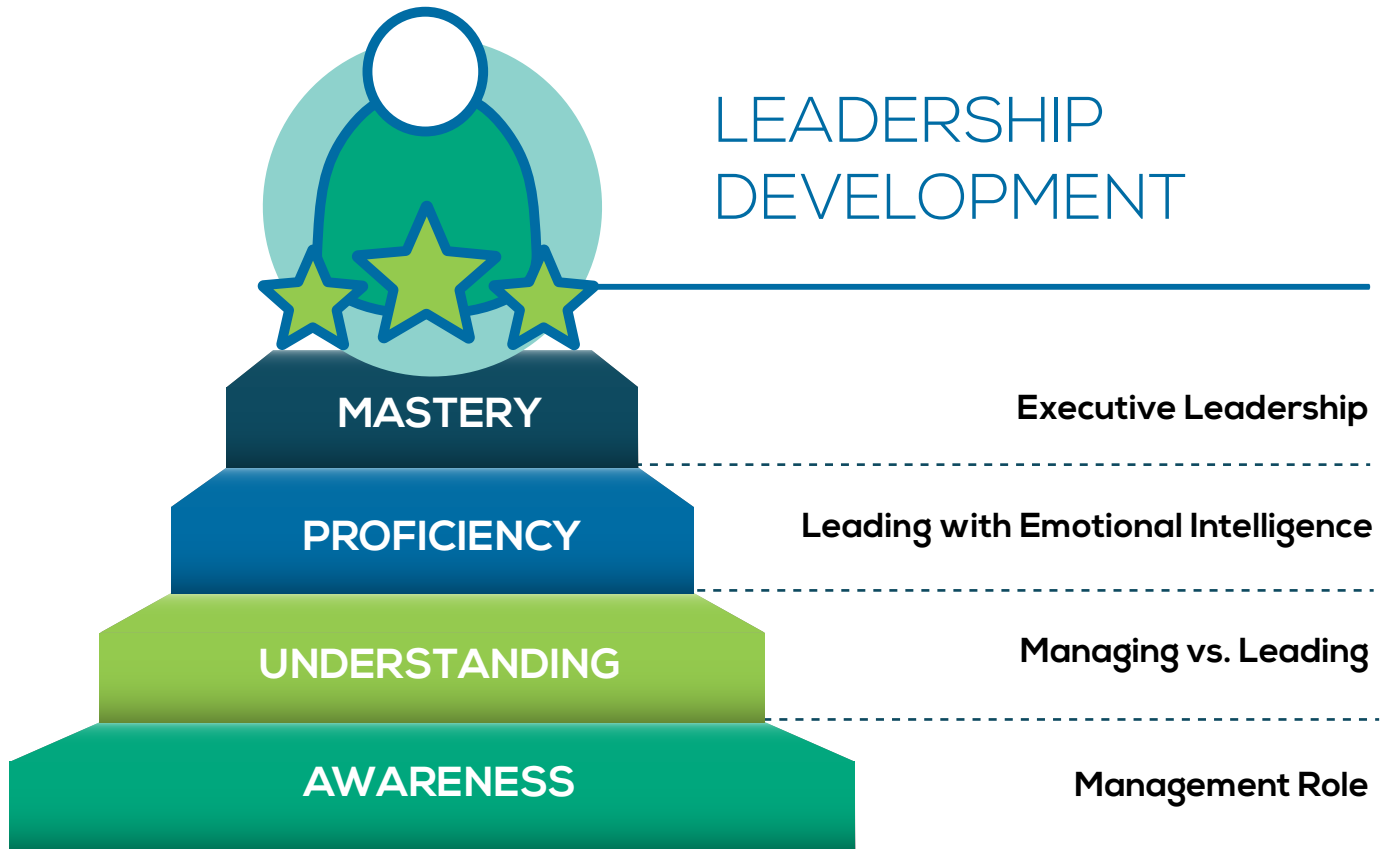 LEADERSHIP
DEVELOPMENT
MASTERY
Executive Leadership
PROFICIENCY
Leading with Emotional Intelligence
UNDERSTANDING
Managing vs. Leading
AWARENESS
Management Role